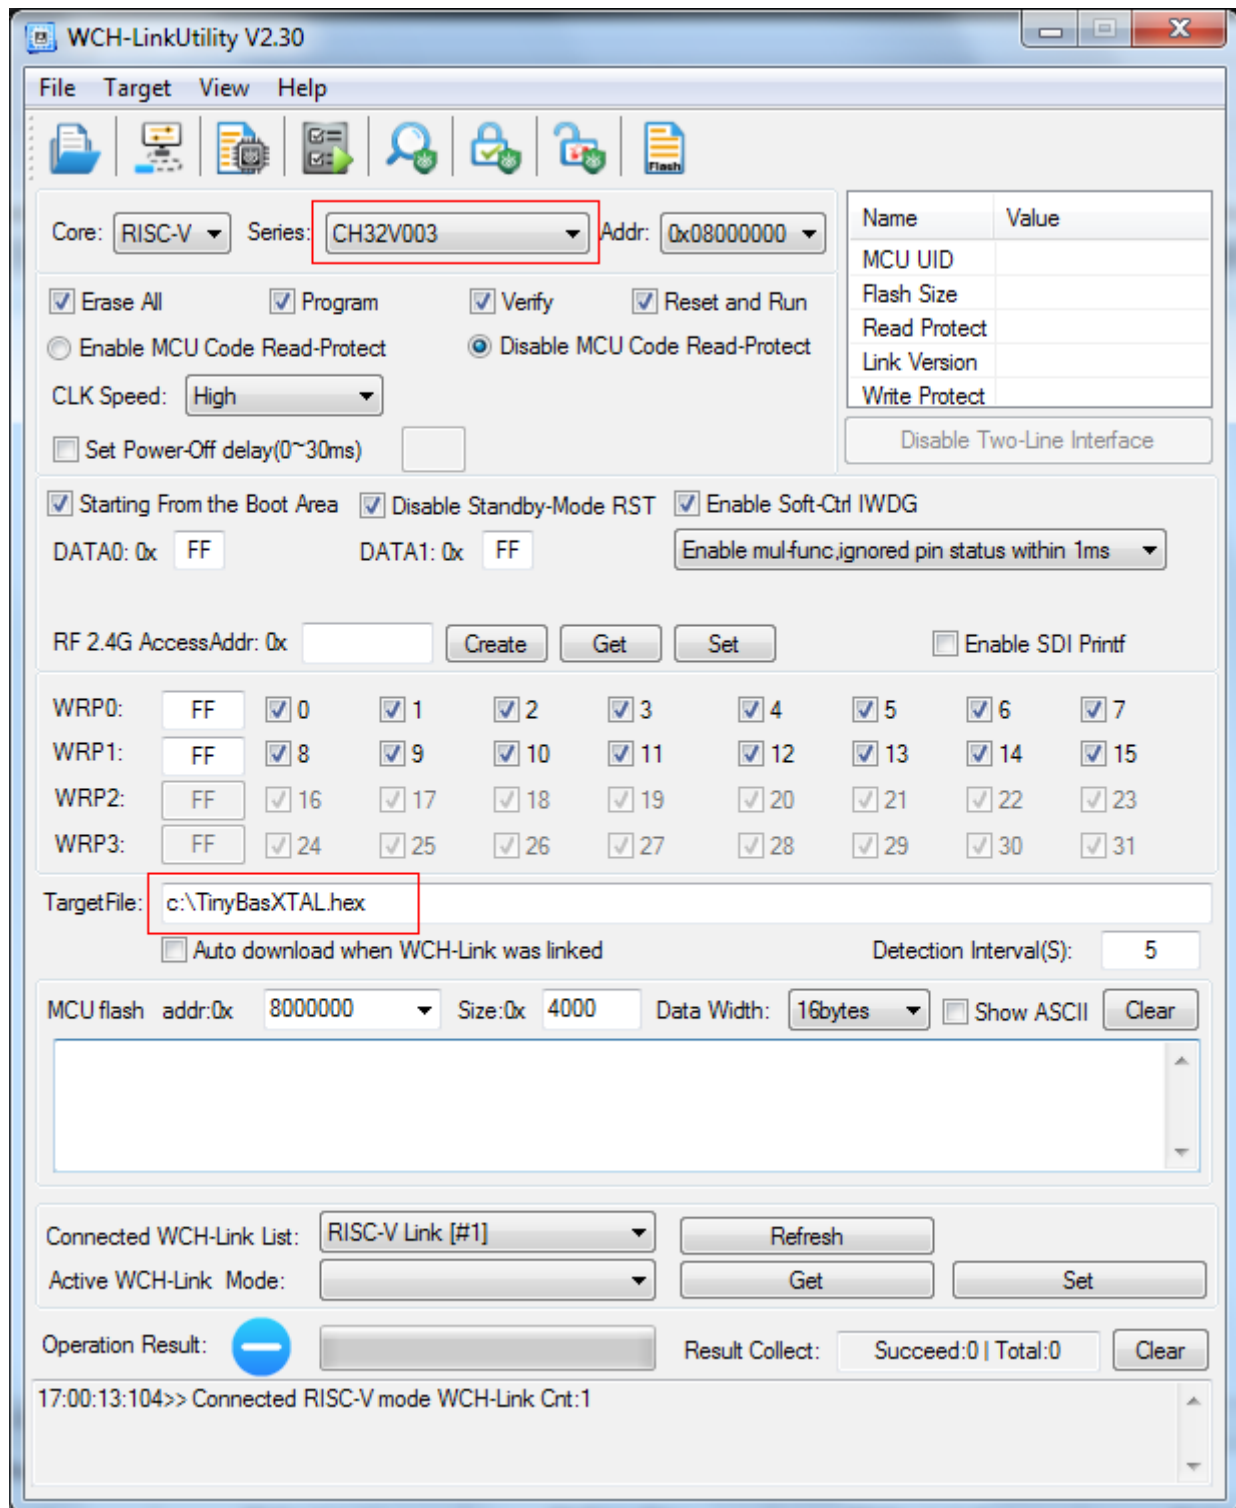 WCH-LinkUtility V2.30
File Target View Help
Flash
Core: RISC-V Series: CH32V003 Addr: 0x08000000
Name Value
MCU UID
Flash Size
Read Protect
Link Version
Write Protect
Erase All Program Verify Reset and Run
Enable MCU Code Read-Protect Disable MCU Code Read-Protect
CLK Speed: High
Set Power-Off delay(0~30ms)
Disable Two-Line Interface
Starting From the Boot Area Disable Standby-Mode RST Enable Soft-Ctrl IWDG
DATA0: 0x FF DATA1: 0x FF Enable mul-func,ignored pin status within 1ms
RF 2.4G AccessAddr: 0x Create Get Set Enable SDI Printf
WRP0: FF 0 1 2 3 4 5 6 7
WRP1: FF 8 9 10 11 12 13 14 15
WRP2: FF 16 17 18 19 20 21 22 23
WRP3: FF 24 25 26 27 28 29 30 31
TargetFile: c:\TinyBasXTAL.hex
Auto download when WCH-Link was linked Detection Interval(S): 5
MCU flash addr:0x 8000000 Size:0x 4000 Data Width: 16bytes Show ASCII Clear
Connected WCH-Link List: RISC-V Link [#1] Refresh
Active WCH-Link Mode: Get Set
Operation Result: Result Collect: Succeed:0 | Total:0 Clear
17:00:13:104>> Connected RISC-V mode WCH-Link Cnt:1